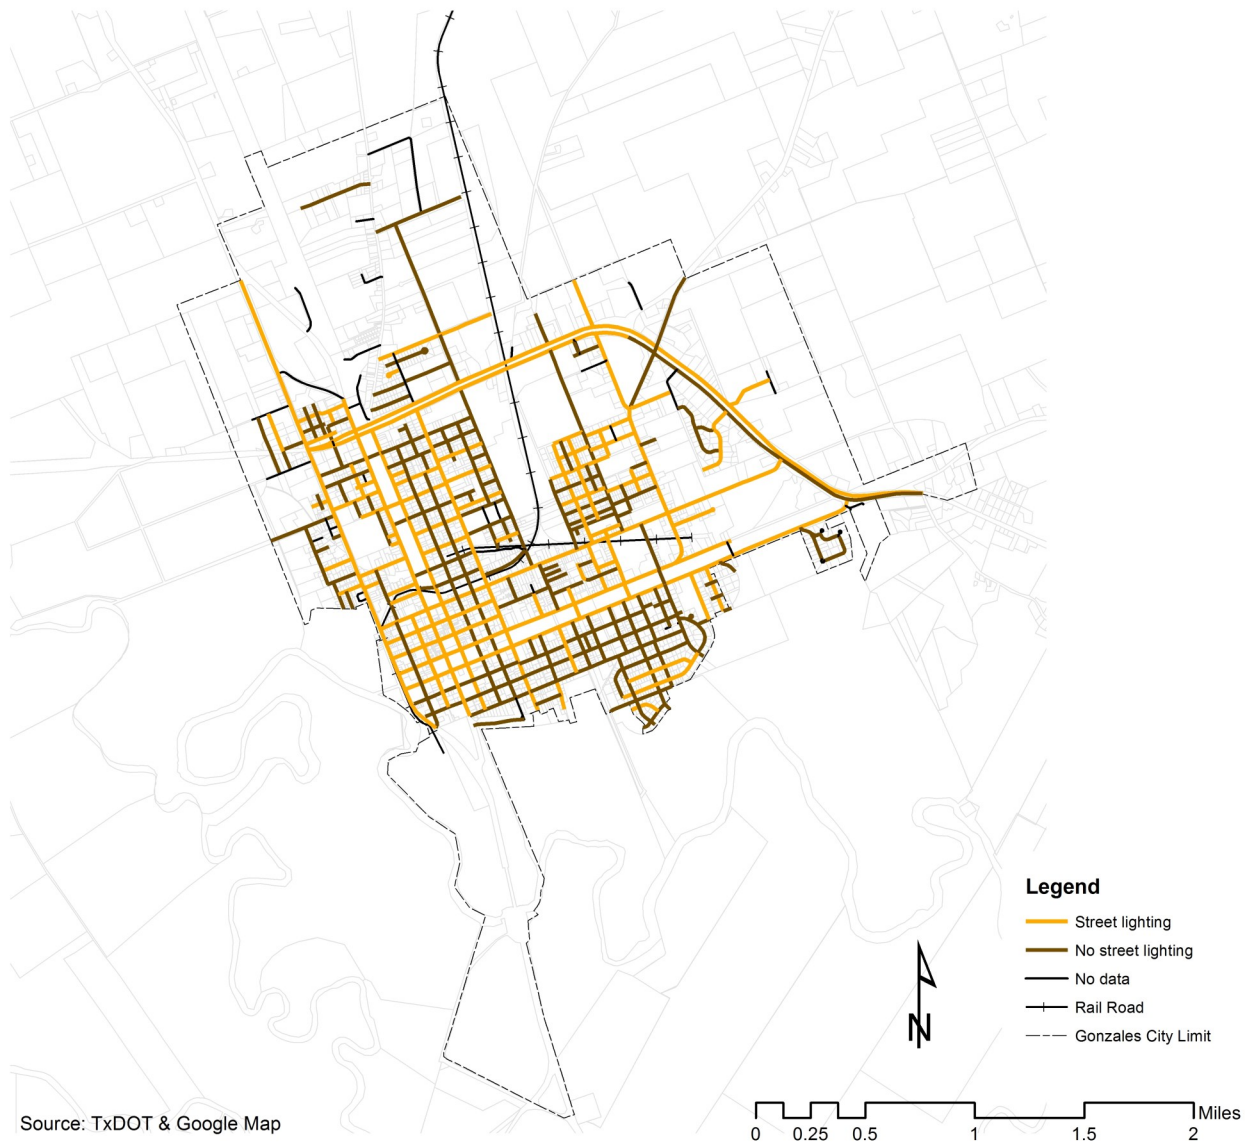 Legend
Street lighting
No street lighting
No data
Rail Road
Gonzales City Limit
N
Source: TxDOT & Google Map
Miles
0 0.25 0.5 1 1.5 2